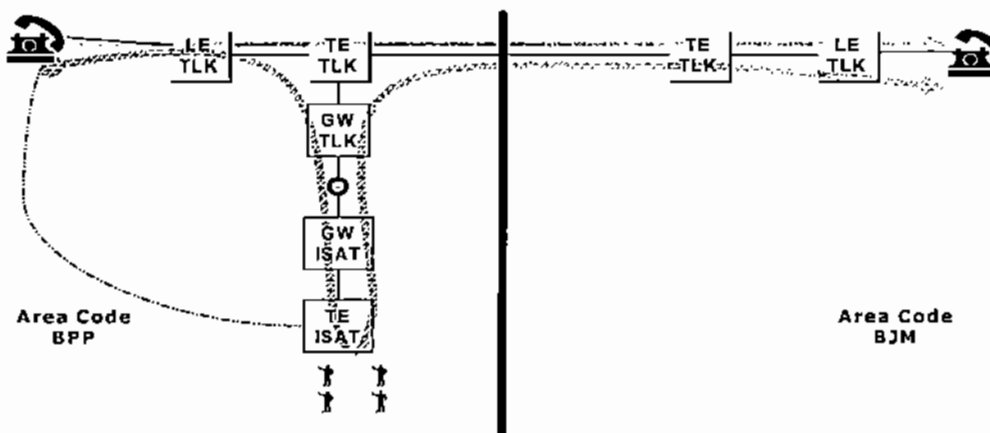 LE
TLK
TE
TLK
TE
TLK
LE
TLK
GW
TLK
GW
ISAT
TE
ISAT
Area Code
BPP
Area Code
BJM